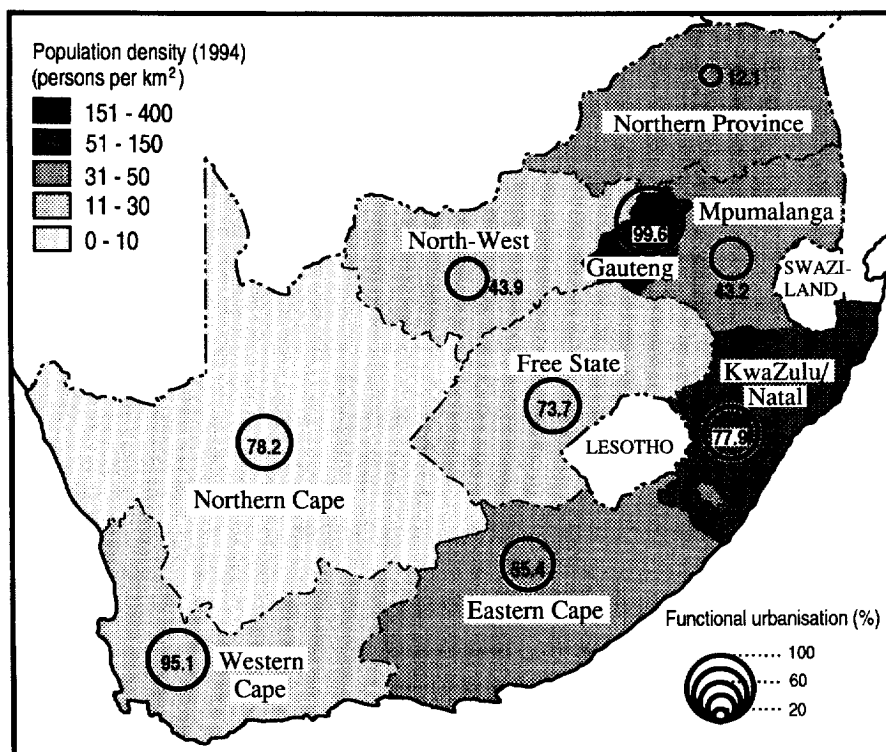 Population density (1994)
(persons per km²)
151 - 400
51 - 150
31 - 50
11 - 30
0 - 10
12.1
Northern Province
Mpumalanga
99.6
North-West
Gauteng
SWAZI-
LAND
43.9
43.2
Free State
KwaZulu/
Natal
73.7
77.9
LESOTHO
78.2
Northern Cape
Eastern Cape
Functional urbanisation (%)
95.1
Western
Cape
100
60
20